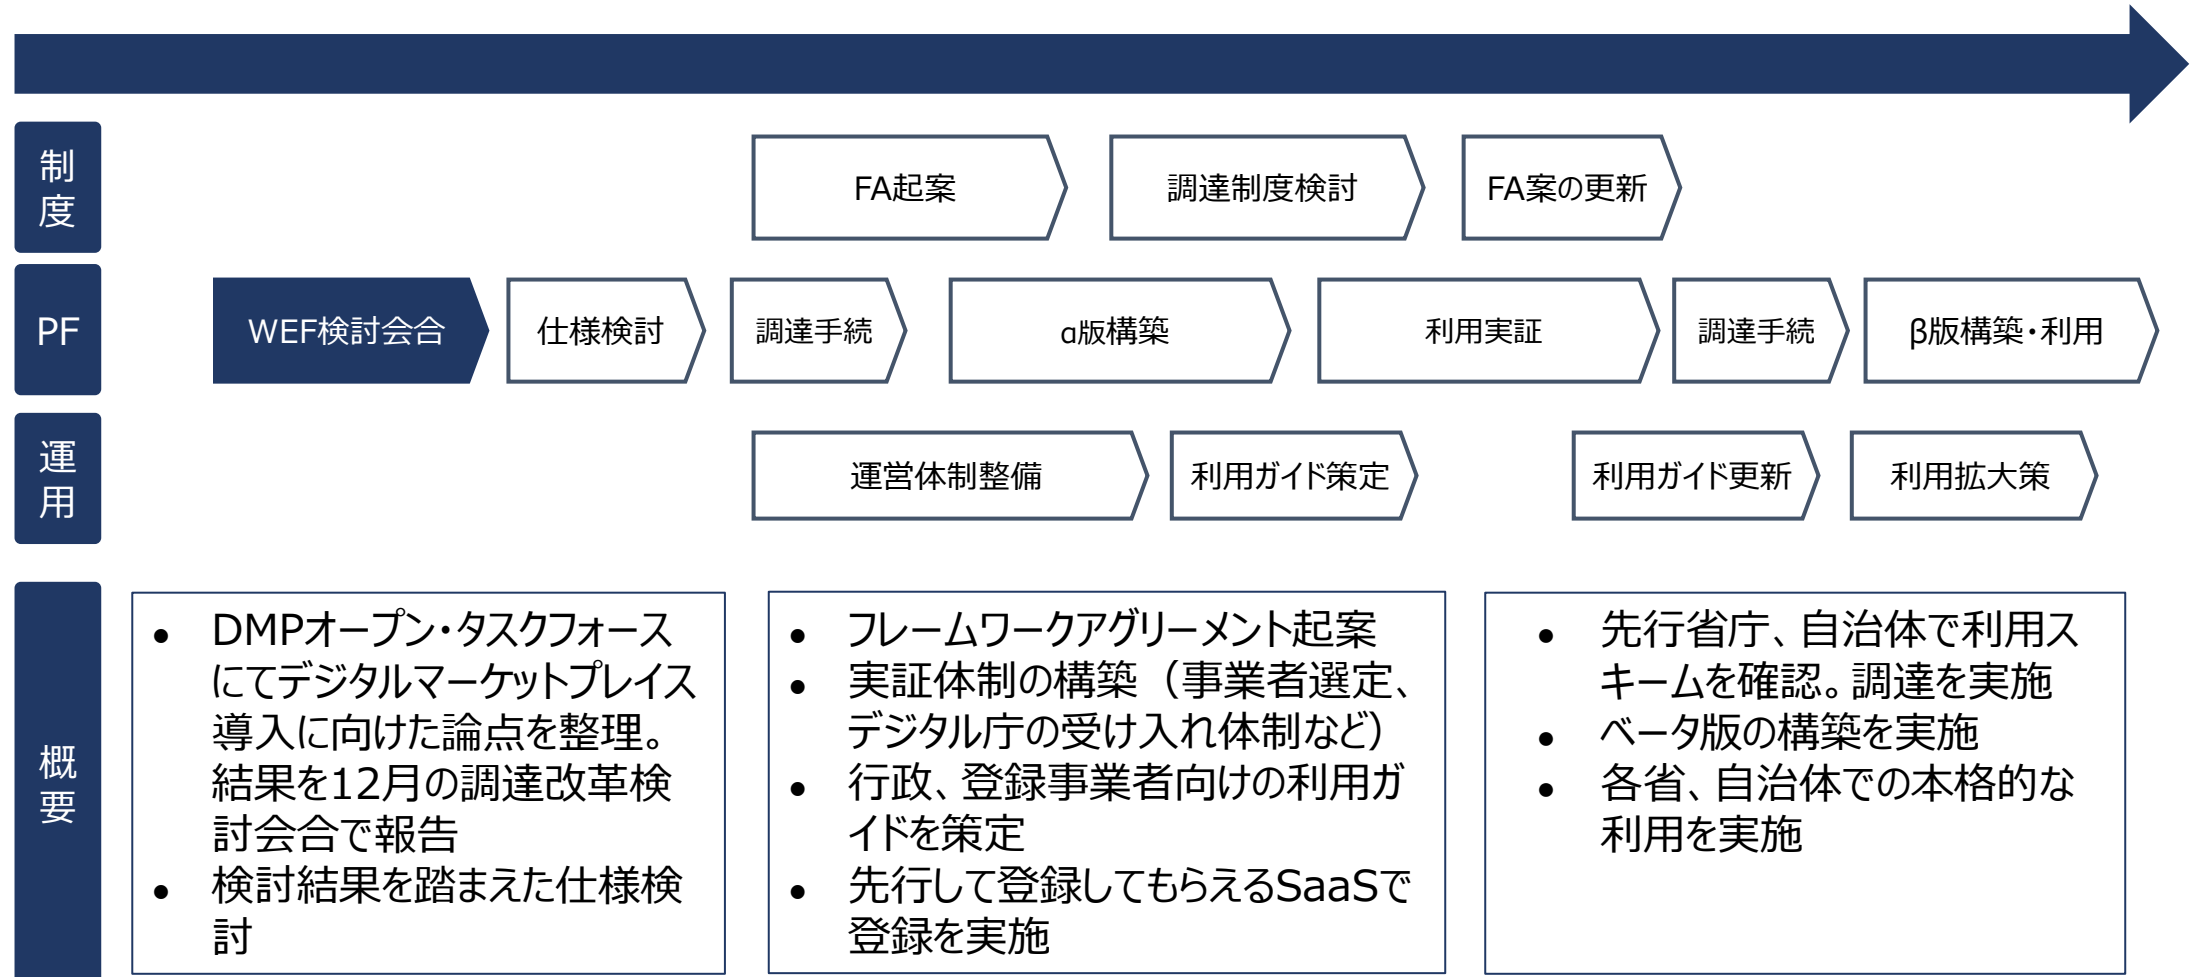 制度
FA起案
調達制度検討
FA案の更新
PF
WEF検討会合
仕様検討
調達手続
α版構築
利用実証
調達手続
β版構築・利用
運用
運営体制整備
利用ガイド策定
利用ガイド更新
利用拡大策
概要
● DMPオープン・タスクフォース
にてデジタルマーケットプレイス
導入に向けた論点を整理。
結果を12月の調達改革検
討会合で報告
● 検討結果を踏まえた仕様検
討
● フレームワークアグリーメント起案
● 実証体制の構築（事業者選定、
デジタル庁の受け入れ体制など）
● 行政、登録事業者向けの利用ガ
イドを策定
● 先行して登録してもらえるSaaSで
登録を実施
● 先行省庁、自治体で利用ス
キームを確認。調達を実施
● ベータ版の構築を実施
● 各省、自治体での本格的な
利用を実施